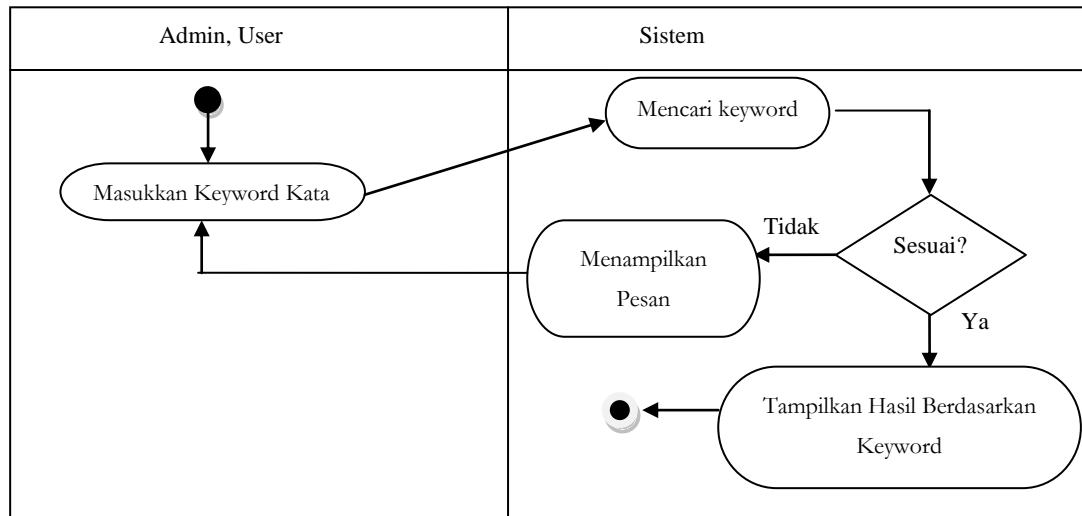 Admin, User
Sistem
Mencari keyword
Masukkan Keyword Kata
Tidak
Sesuai?
Menampilkan
Pesan
Ya
Tampilkan Hasil Berdasarkan
Keyword